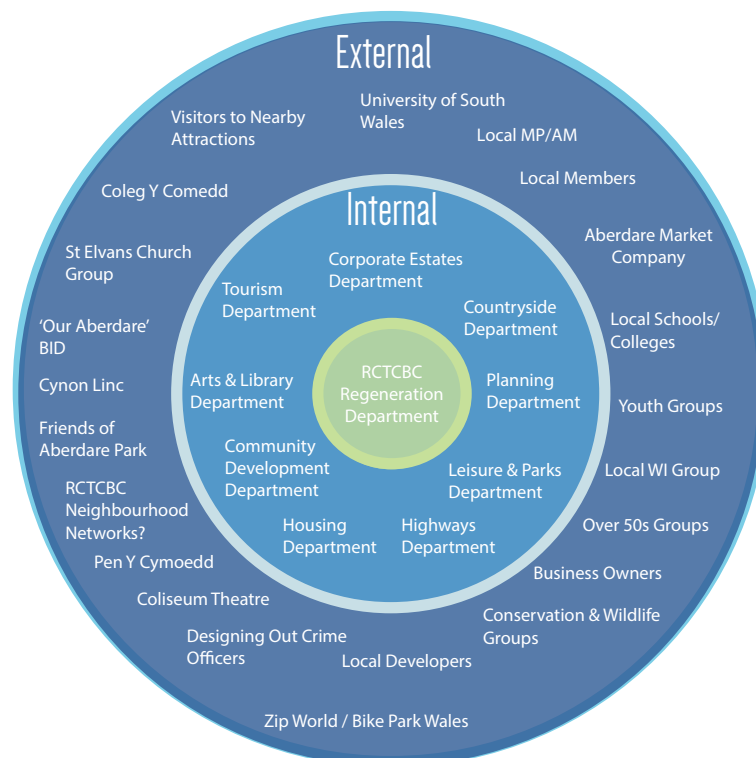 External
University of South
Wales
Visitors to Nearby
Attractions
Local MP/AM
Local Members
Coleg Y Comedd
Aberdare Market
Company
St Elvans Church
Group
Local Schools/
Colleges
‘Our Aberdare’
BID
Cynon Linc
Youth Groups
Friends of
Aberdare Park
Local WI Group
RCTCBC
Neighbourhood
Networks?
Over 50s Groups
Pen Y Cymoedd
Business Owners
Coliseum Theatre
Conservation & Wildlife
Groups
Designing Out Crime
Officers
Local Developers
Zip World / Bike Park Wales
Internal
Corporate Estates
Department
Tourism
Department
Countryside
Department
Arts & Library
Department
Planning
Department
Community
Development
Department
Leisure & Parks
Department
Housing
Department
Highways
Department
RCTCBC
Regeneration
Department